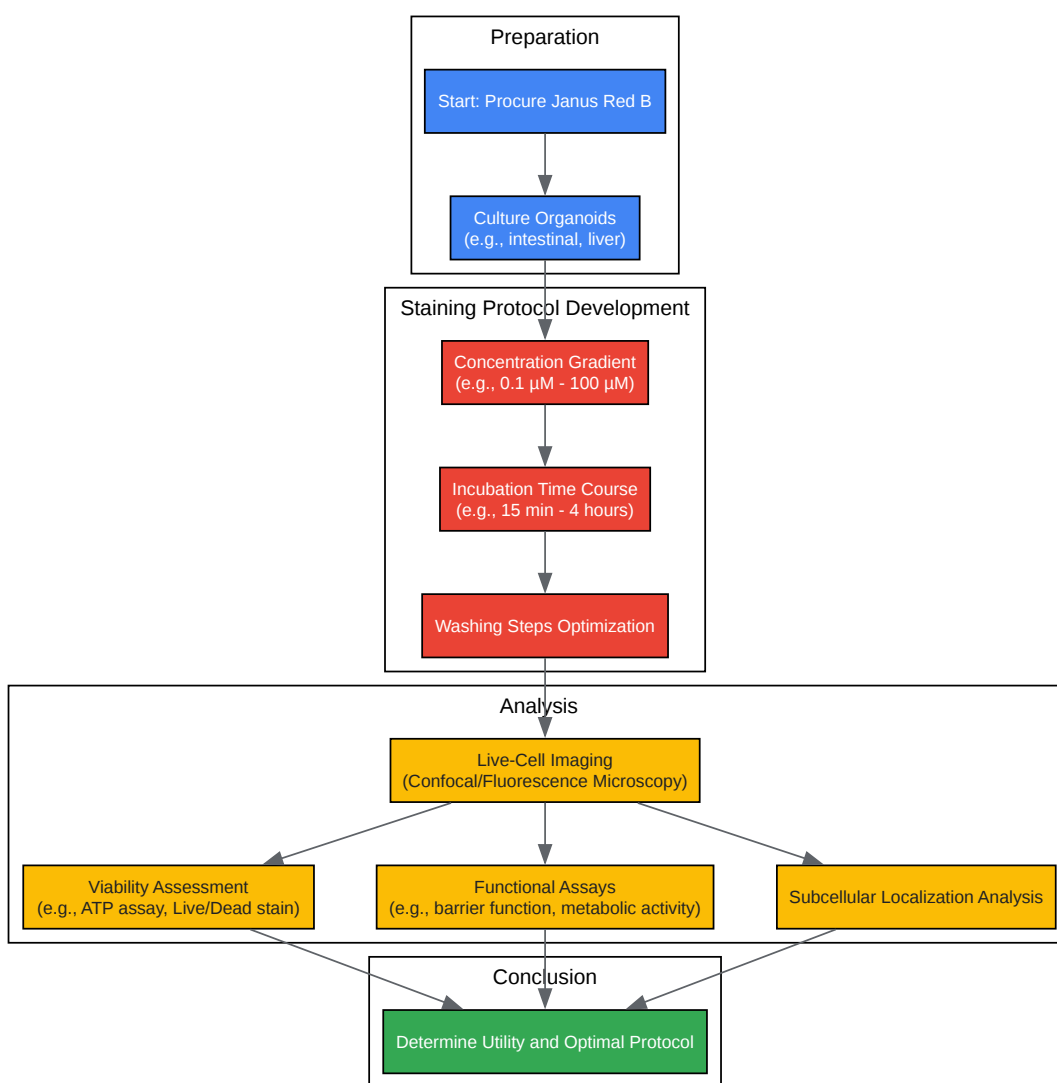 Preparation
Start: Procure Janus Red B
Culture Organoids
(e.g., intestinal, liver)
Staining Protocol Development
Concentration Gradient
(e.g., 0.1 µM - 100 µM)
Incubation Time Course
(e.g., 15 min - 4 hours)
Washing Steps Optimization
Analysis
Live-Cell Imaging
(Confocal/Fluorescence Microscopy)
Viability Assessment
(e.g., ATP assay, Live/Dead stain)
Functional Assays
(e.g., barrier function, metabolic activity)
Subcellular Localization Analysis
Conclusion
Determine Utility and Optimal Protocol